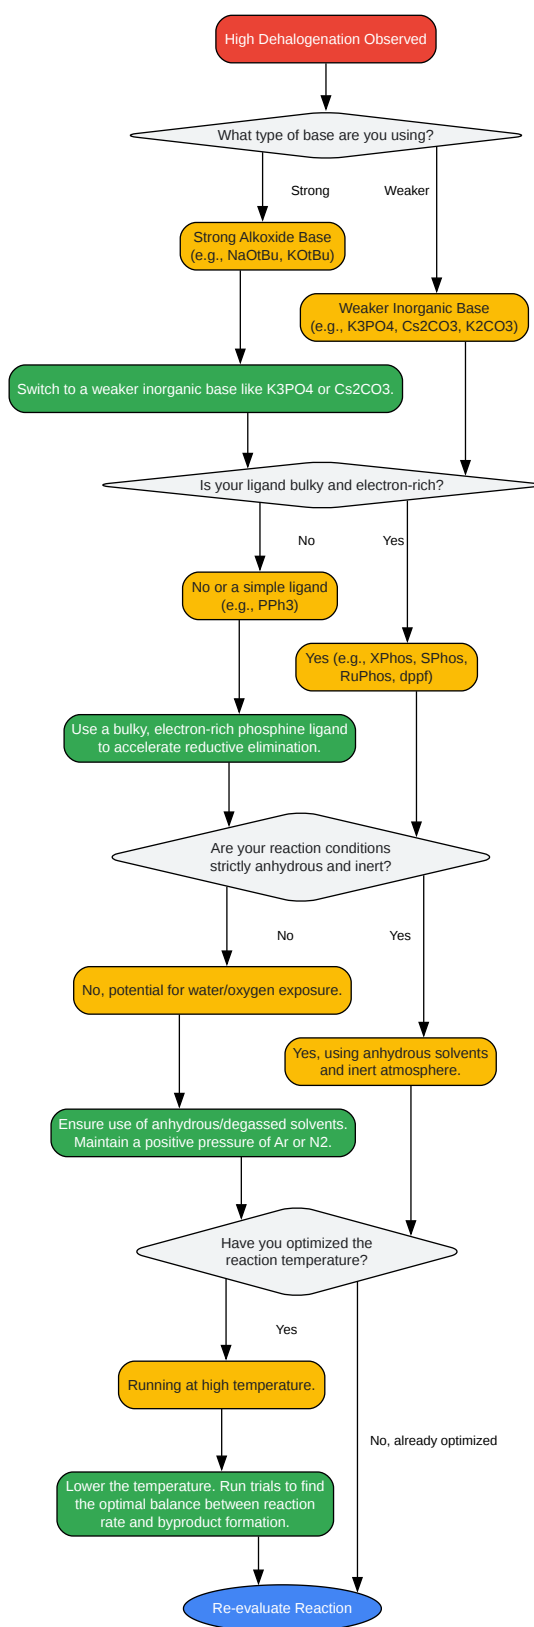 High Dehalogenation Observed
What type of base are you using?
Strong
Weaker
Strong Alkoxide Base
(e.g., NaOtBu, KOtBu)
Weaker Inorganic Base
(e.g., K3PO4, Cs2CO3, K2CO3)
Switch to a weaker inorganic base like K3PO4 or Cs2CO3.
Is your ligand bulky and electron-rich?
No
Yes
No or a simple ligand
(e.g., PPh3)
Yes (e.g., XPhos, SPhos,
RuPhos, dppf)
Use a bulky, electron-rich phosphine ligand
to accelerate reductive elimination.
Are your reaction conditions
strictly anhydrous and inert?
No
Yes
No, potential for water/oxygen exposure.
Yes, using anhydrous solvents
and inert atmosphere.
Ensure use of anhydrous/degassed solvents.
Maintain a positive pressure of Ar or N2.
Have you optimized the
reaction temperature?
Yes
Running at high temperature.
No, already optimized
Lower the temperature. Run trials to find
the optimal balance between reaction
rate and byproduct formation.
Re-evaluate Reaction